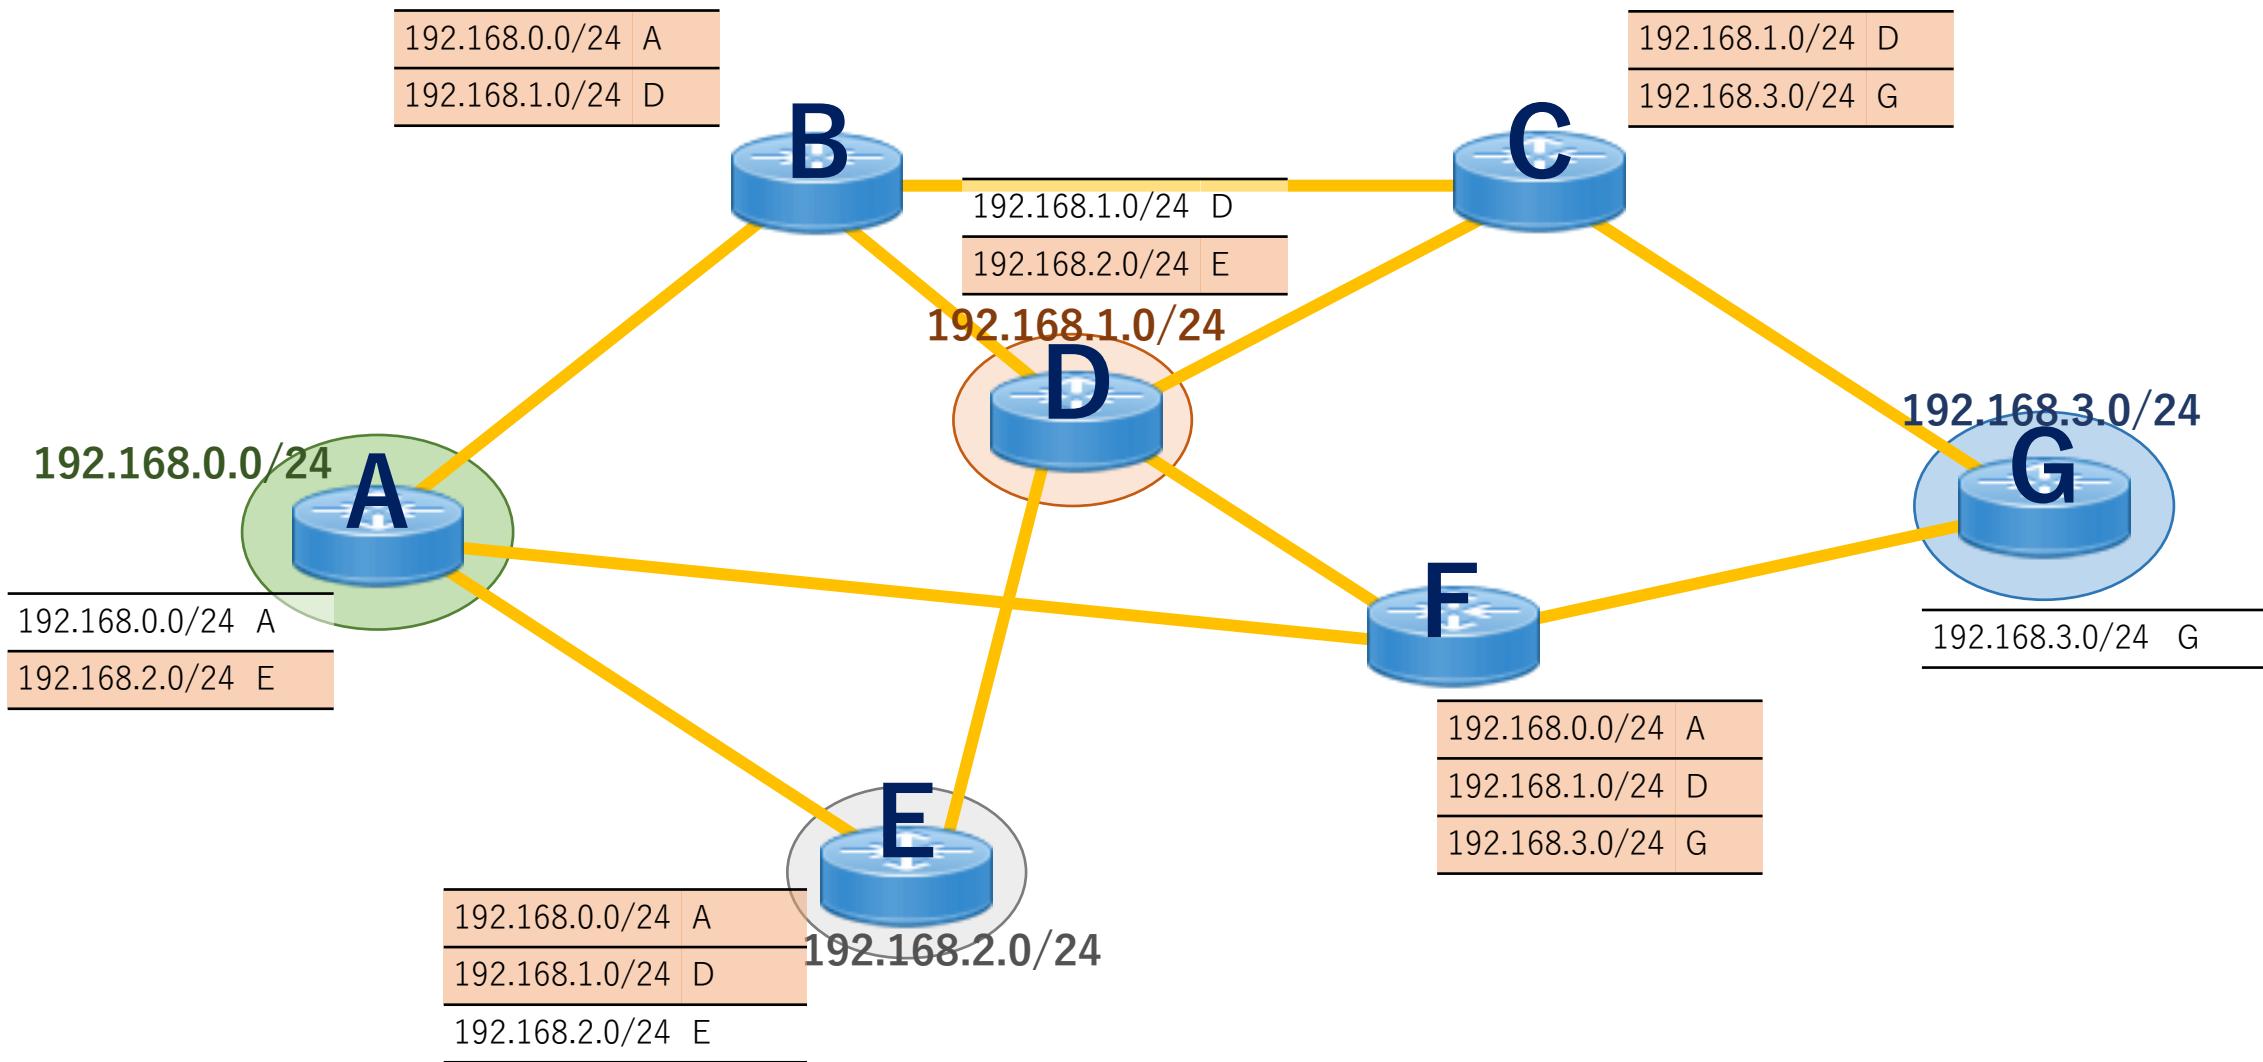 192.168.0.0/24 A
192.168.1.0/24 D
192.168.1.0/24 D
192.168.3.0/24 G
B
C
192.168.1.0/24 D
192.168.2.0/24 E
192.168.1.0/24
D
192.168.3.0/24
G
192.168.0.0/24
A
192.168.0.0/24 A
192.168.2.0/24 E
F
192.168.3.0/24 G
192.168.0.0/24 A
192.168.1.0/24 D
192.168.3.0/24 G
E
192.168.2.0/24
192.168.0.0/24 A
192.168.1.0/24 D
192.168.2.0/24 E